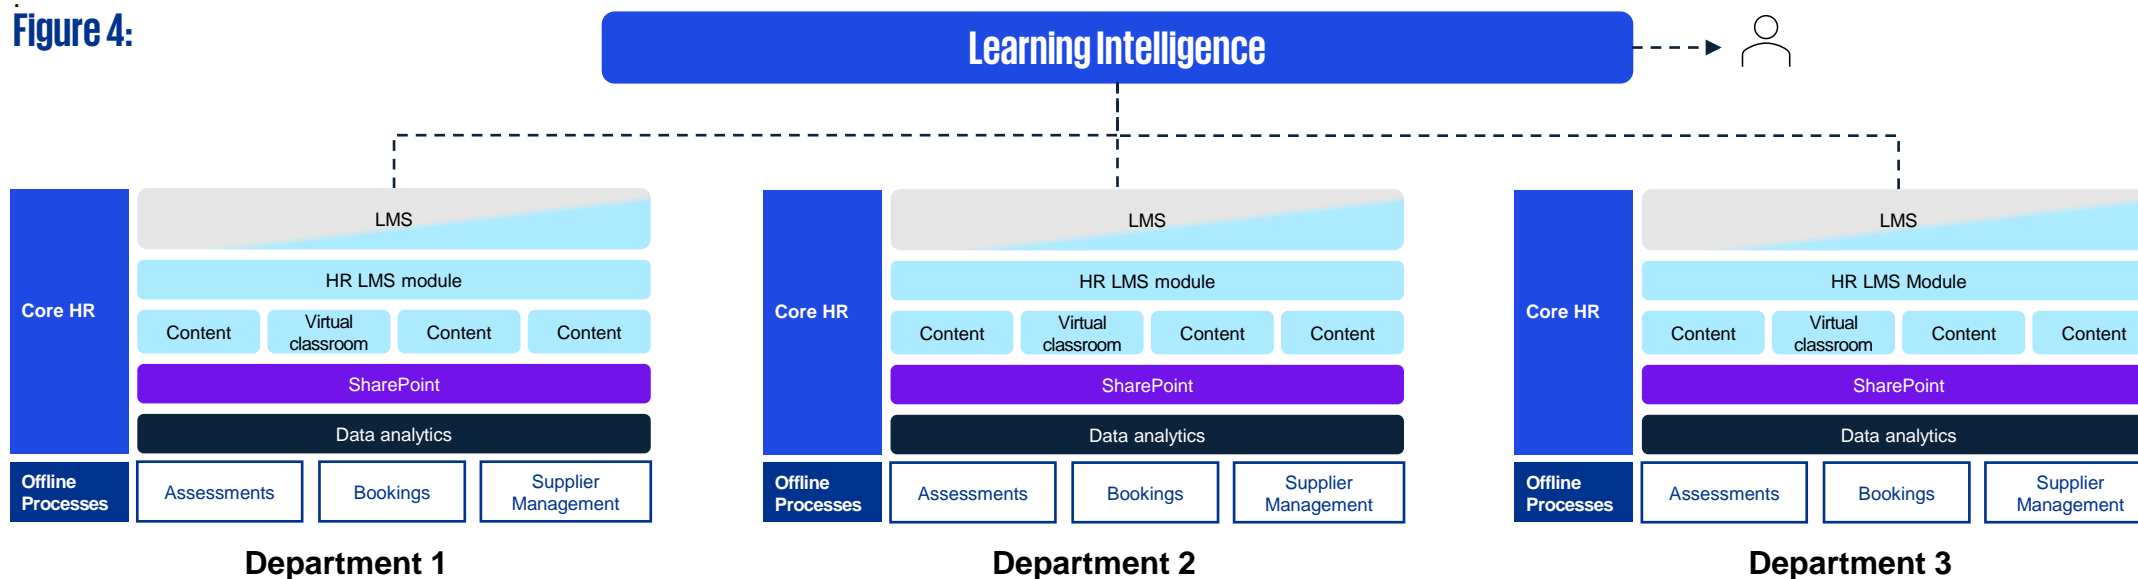 Figure 4:
Learning Intelligence
Core HR
LMS
HR LMS module
Content
Virtual
classroom
Content
Content
SharePoint
Data analytics
Offline
Processes
Assessments
Bookings
Supplier
Management
Department 1
Core HR
LMS
HR LMS module
Content
Virtual
classroom
Content
Content
SharePoint
Data analytics
Offline
Processes
Assessments
Bookings
Supplier
Management
Department 2
Core HR
LMS
HR LMS Module
Content
Virtual
classroom
Content
Content
SharePoint
Data analytics
Offline
Processes
Assessments
Bookings
Supplier
Management
Department 3